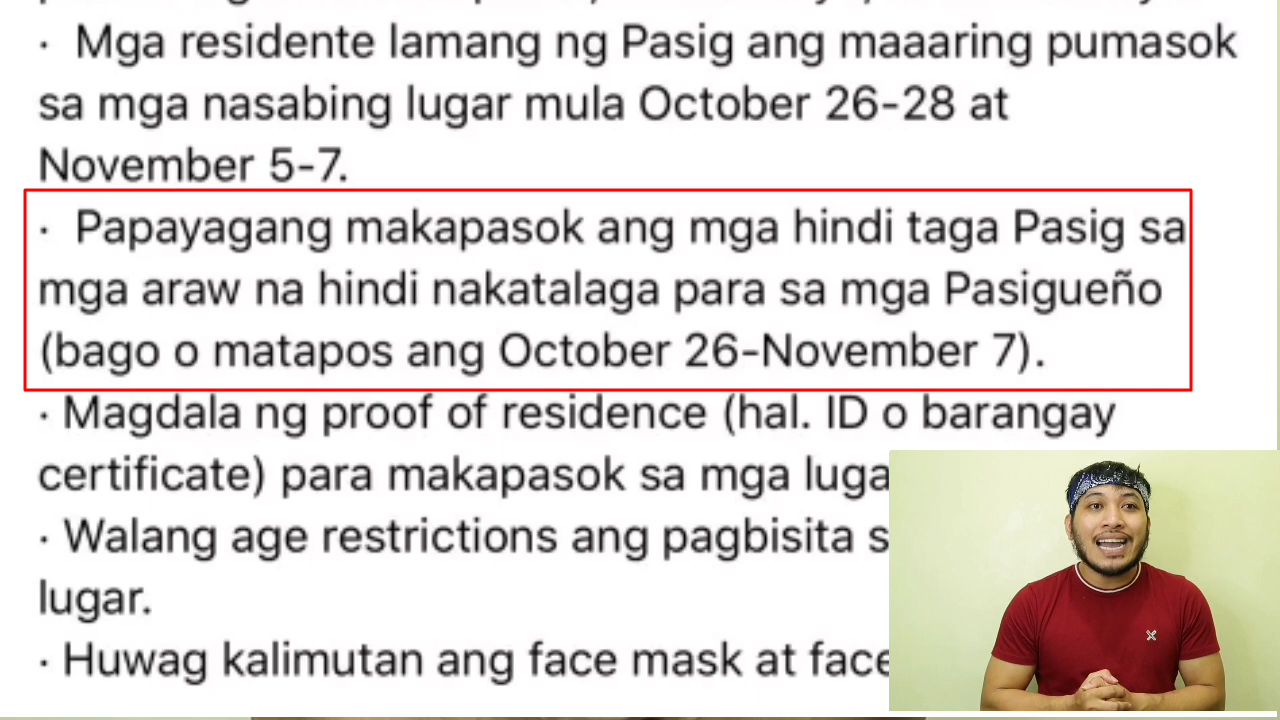 · Mga residente lamang ng Pasig ang maaaring pumasok
sa mga nasabing lugar mula October 26-28 at
November 5-7.
· Papayagang makapasok ang mga hindi taga Pasig sa
mga araw na hindi nakatalaga para sa mga Pasigueño
(bago o matapos ang October 26-November 7).
· Magdala ng proof of residence (hal. ID o barangay
certificate) para makapasok sa mga luga
· Walang age restrictions ang pagbisita s
lugar.
· Huwag kalimutan ang face mask at face